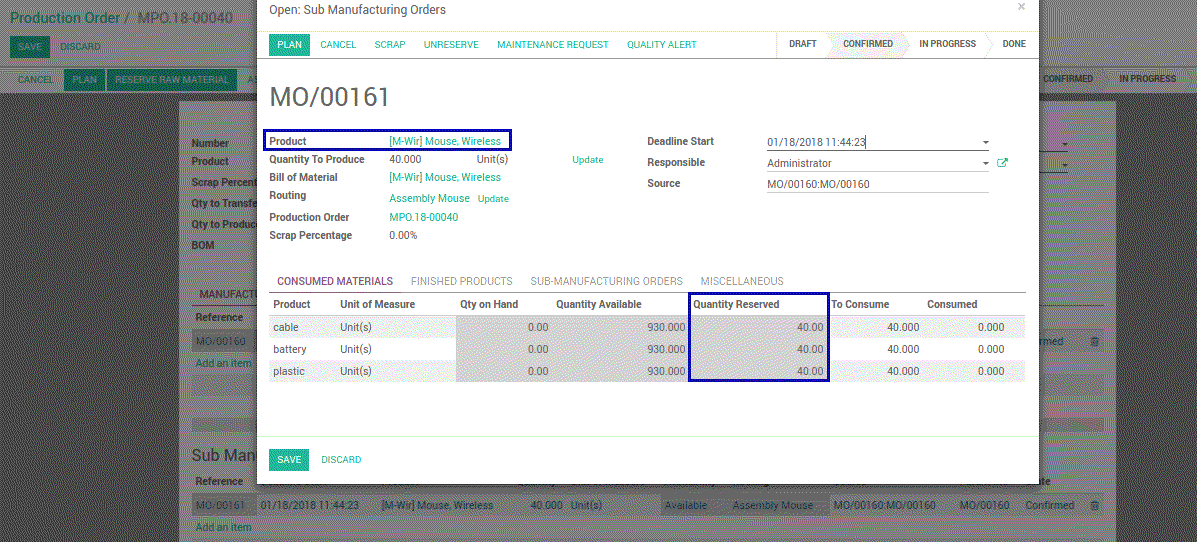 Open: Sub Manufacturing Orders
×
Production Order / MPO.18-00040
SAVE DISCARD
PLAN CANCEL SCRAP UNRESERVE MAINTENANCE REQUEST QUALITY ALERT DRAFT CONFIRMED IN PROGRESS DONE
CANCEL PLAN RESERVE RAW MATERIAL CONFIRMED IN PROGRESS
MO/00161
Number
Product
Scrap Percent
Qty to Transfe
Qty to Produce
BOM
Product [M-Wir] Mouse, Wireless
Quantity To Produce 40.000 Unit(s) Update
Bill of Material [M-Wir] Mouse, Wireless
Routing Assembly Mouse Update
Production Order MPO.18-00040
Scrap Percentage 0.00%
Deadline Start 01/18/2018 11:44:23
Responsible Administrator
Source MO/00160:MO/00160
CONSUMED MATERIALS FINISHED PRODUCTS SUB-MANUFACTURING ORDERS MISCELLANEOUS
Product Unit of Measure Qty on Hand Quantity Available Quantity Reserved To Consume Consumed
cable Unit(s) 0.00 930.000 40.00 40.000 0.000
battery Unit(s) 0.00 930.000 40.00 40.000 0.000
plastic Unit(s) 0.00 930.000 40.00 40.000 0.000
MANUFACTU
Reference
MO/00160 rmed
Add an item
SAVE DISCARD
Sub Man
Reference te
MO/00161 01/18/2018 11:44:23 [M-Wir] Mouse, Wireless 40.000 Unit(s) Available Assembly Mouse MO/00160:MO/00160 MO/00160 Confirmed
Add an item